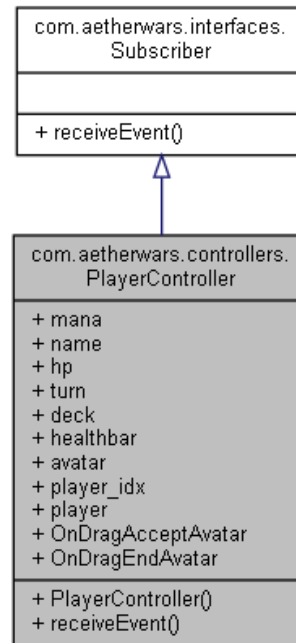 com.aetherwars.interfaces.
Subscriber
+ receiveEvent()
com.aetherwars.controllers.
PlayerController
+ mana
+ name
+ hp
+ turn
+ deck
+ healthbar
+ avatar
+ player_idx
+ player
+ OnDragAcceptAvatar
+ OnDragEndAvatar
+ PlayerController()
+ receiveEvent()